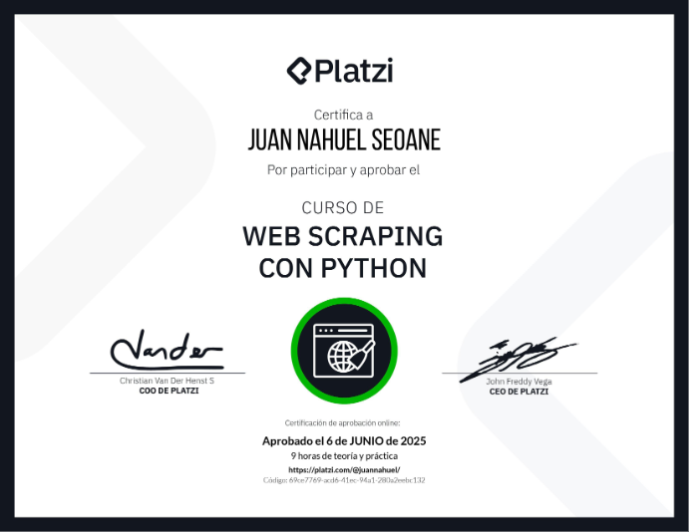 Platzi
Certifica a
JUAN NAHUEL SEOANE
Por participar y aprobar el
CURSO DE
WEB SCRAPING
CON PYTHON
Vander
Christian Van Der Henst S
COO DE PLATZI
John Freddy Vega
CEO DE PLATZI
Certificación de aprobación online:
Aprobado el 6 de JUNIO de 2025
9 horas de teoría y práctica
https://platzi.com/@juannahuel/
Código: 69ce7769-acd6-41ec-94a1-280a2eebc132